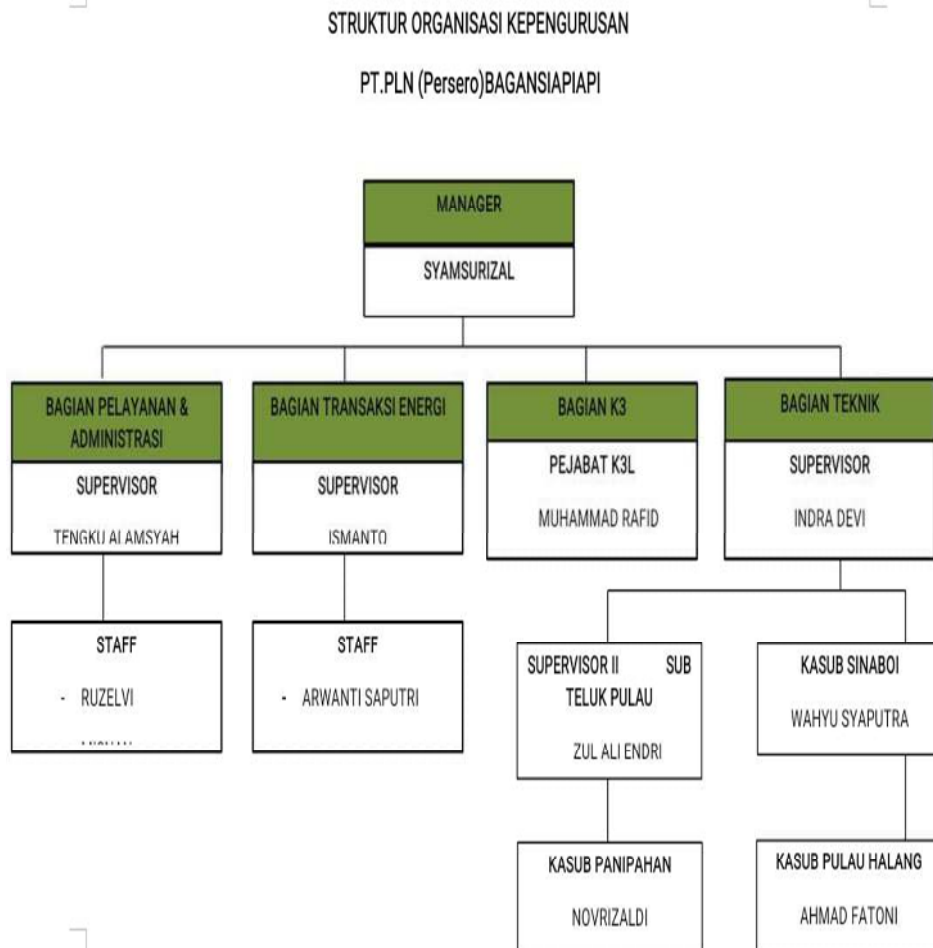 STRUKTUR ORGANISASI KEPENGURUSAN
PT.PLN (Persero)BAGANSIAPIAPI
MANAGER
SYAMSURIZAL
BAGIAN PELAYANAN &
ADMINISTRASI
SUPERVISOR
TENGKU ALAMSYAH
STAFF
- RUZELVI
BAGIAN TRANSAKSI ENERGI
SUPERVISOR
ISMANTO
STAFF
- ARWANTI SAPUTRI
BAGIAN K3
PEJABAT K3L
MUHAMMAD RAFID
BAGIAN TEKNIK
SUPERVISOR
INDRA DEVI
SUPERVISOR II SUB
TELUK PULAU
ZUL ALI ENDRI
KASUB PANIPAHAN
NOVRIZALDI
KASUB SINABOI
WAHYU SYAPUTRA
KASUB PULAU HALANG
AHMAD FATONI